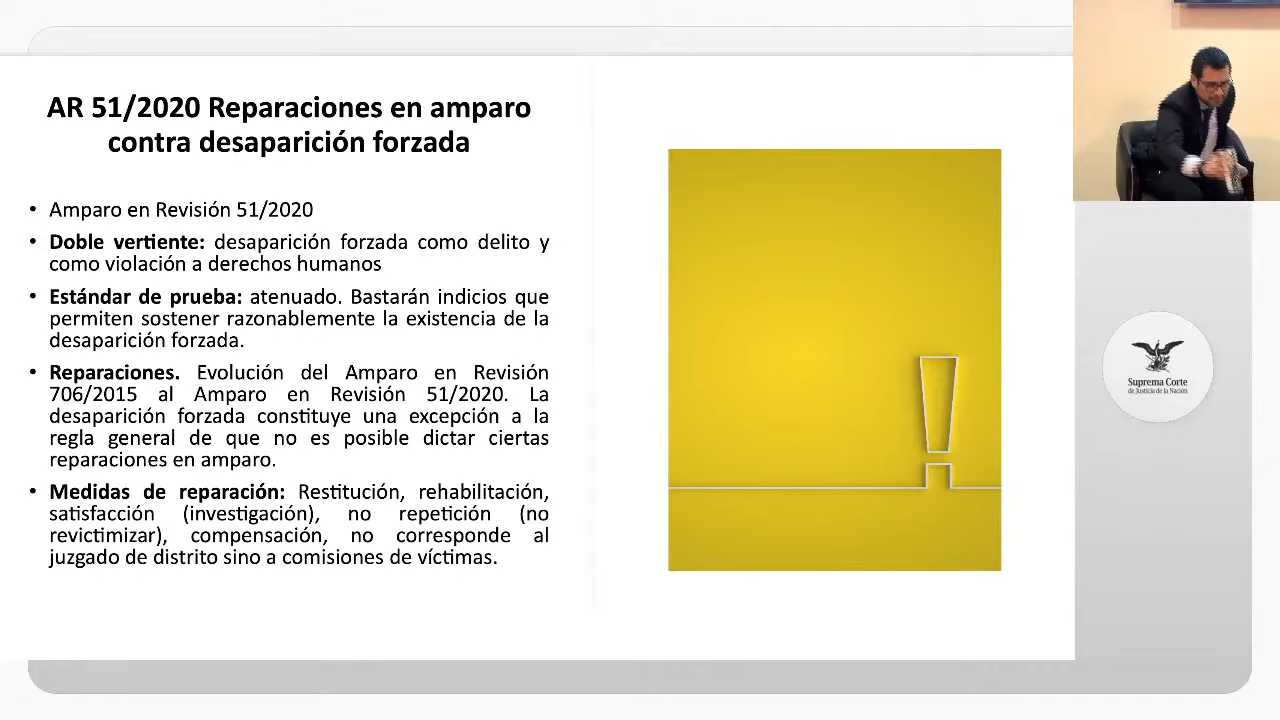 AR 51/2020 Reparaciones en amparo
contra desaparición forzada
• Amparo en Revisión 51/2020
• Doble vertiente: desaparición forzada como delito y
como violación a derechos humanos
• Estándar de prueba: atenuado. Bastarán indicios que
permiten sostener razonablemente la existencia de la
desaparición forzada.
• Reparaciones. Evolución del Amparo en Revisión
706/2015 al Amparo en Revisión 51/2020. La
desaparición forzada constituye una excepción a la
regla general de que no es posible dictar ciertas
reparaciones en amparo.
• Medidas de reparación: Restitución, rehabilitación,
satisfacción (investigación), no repetición (no
revictimizar), compensación, no corresponde al
juzgado de distrito sino a comisiones de víctimas.
Suprema Corte
de Justicia de la Nación